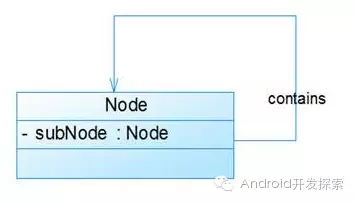 contains
Node
- subNode : Node
Android开发探索